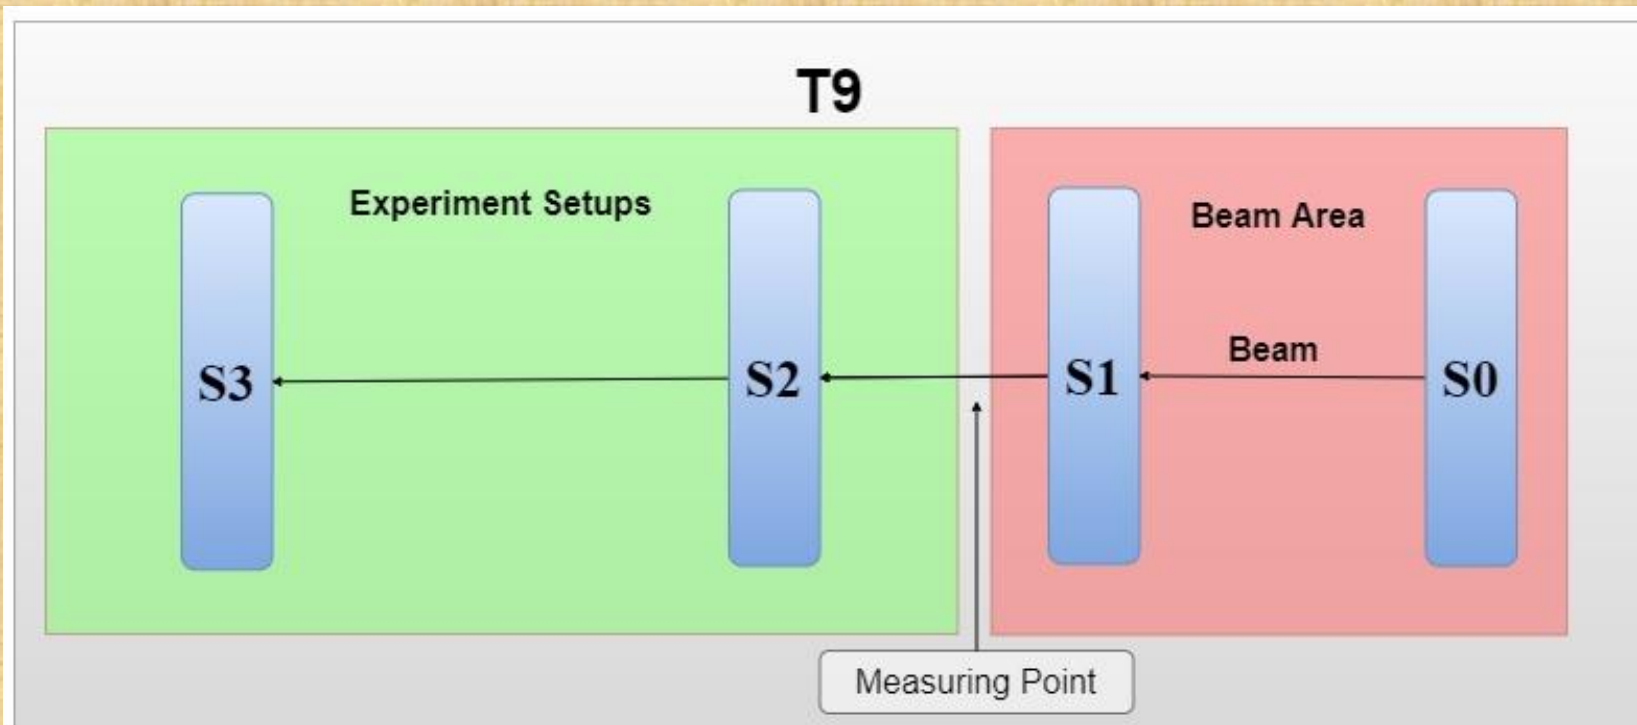 T9
Experiment Setups
Beam Area
Beam
S3
S2
S1
S0
Measuring Point